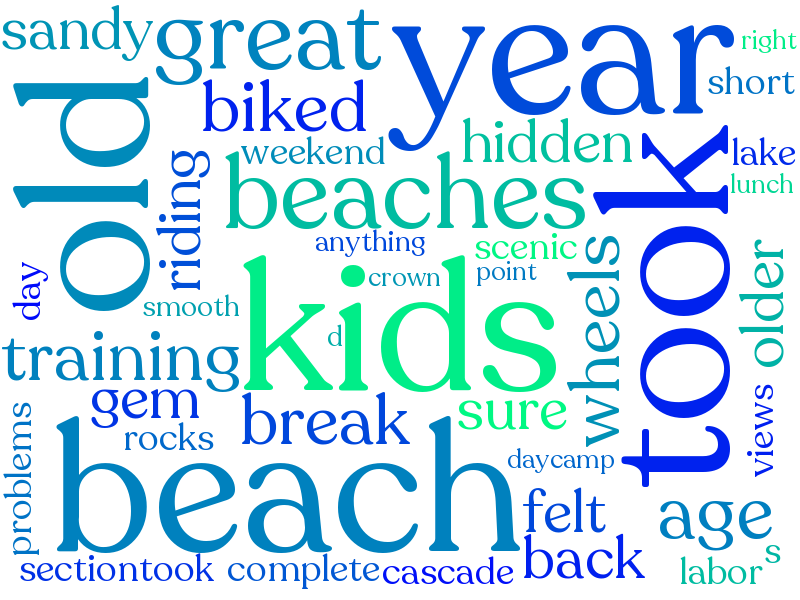 sandy
great
year
right
short
old
biked
hidden
lake
weekend
took
lunch
riding
beaches
anything
scenic
wheels
older
day
crown
point
smooth
kids
d
training
gem
break
sure
views
rocks
problems
beach
daycamp
felt
age
sectiontook
complete
cascade
back
labor
s